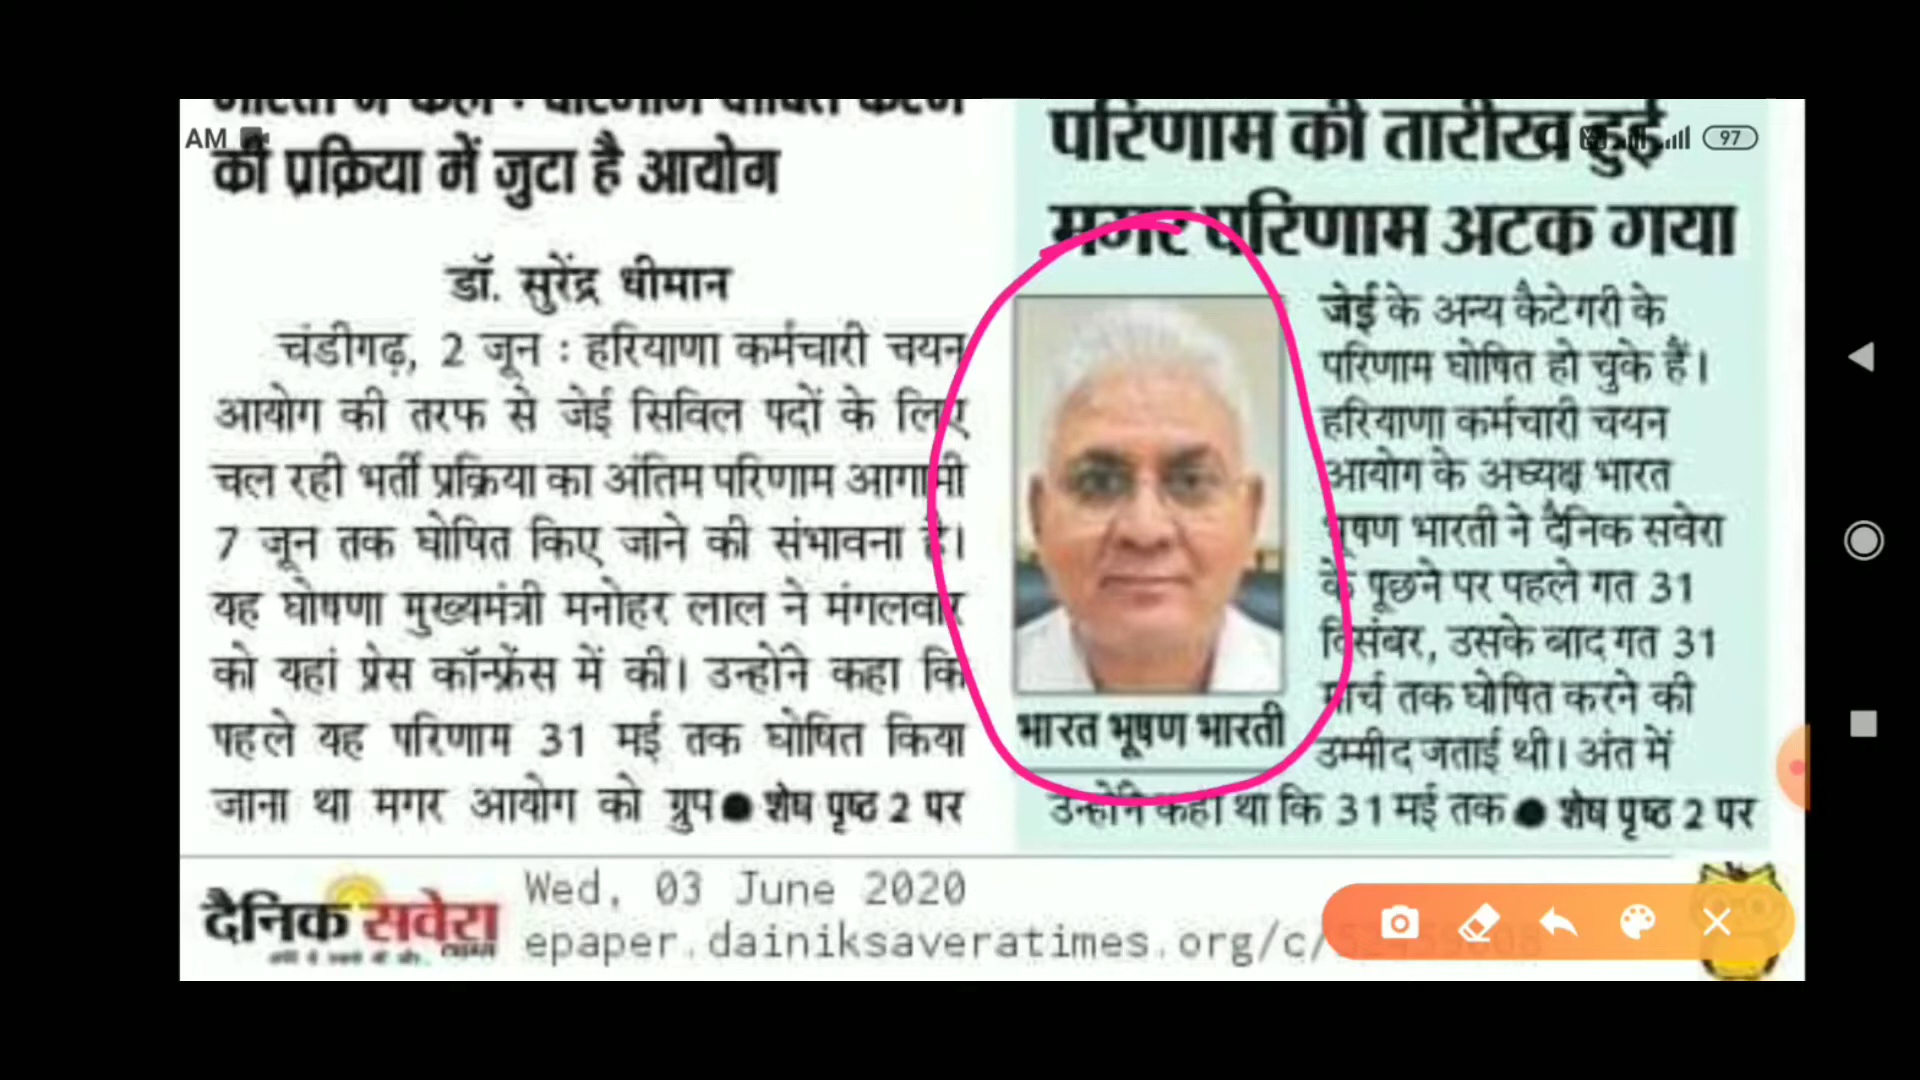 AM
97
की प्रक्रिया में जुटा है आयोग
डॉ. सुरेंद्र धीमान
चंडीगढ़, 2 जून : हरियाणा कर्मचारी चयन
आयोग की तरफ से जेई सिविल पदों के लिए
चल रही भर्ती प्रक्रिया का अंतिम परिणाम आगामी
7 जून तक घोषित किए जाने की संभावना है।
यह घोषणा मुख्यमंत्री मनोहर लाल ने मंगलवार
को यहां प्रेस कॉन्फ्रेंस में की। उन्होंने कहा कि
पहले यह परिणाम 31 मई तक घोषित किया
जाना था मगर आयोग को ग्रुप ● शेष पृष्ठ 2 पर
परिणाम की तारीख हुई
मगर परिणाम अटक गया
जेई के अन्य कैटेगरी के
परिणाम घोषित हो चुके हैं।
हरियाणा कर्मचारी चयन
आयोग के अध्यक्ष भारत
भूषण भारती ने दैनिक सवेरा
के पूछने पर पहले गत 31
दिसंबर, उसके बाद गत 31
मार्च तक घोषित करने की
उम्मीद जताई थी। अंत में
उन्होंने कहा था कि 31 मई तक ● शेष पृष्ठ 2 पर
भारत भूषण भारती
दैनिक सवेरा
Wed, 03 June 2020
epaper.dainiksaveratimes.org/c/